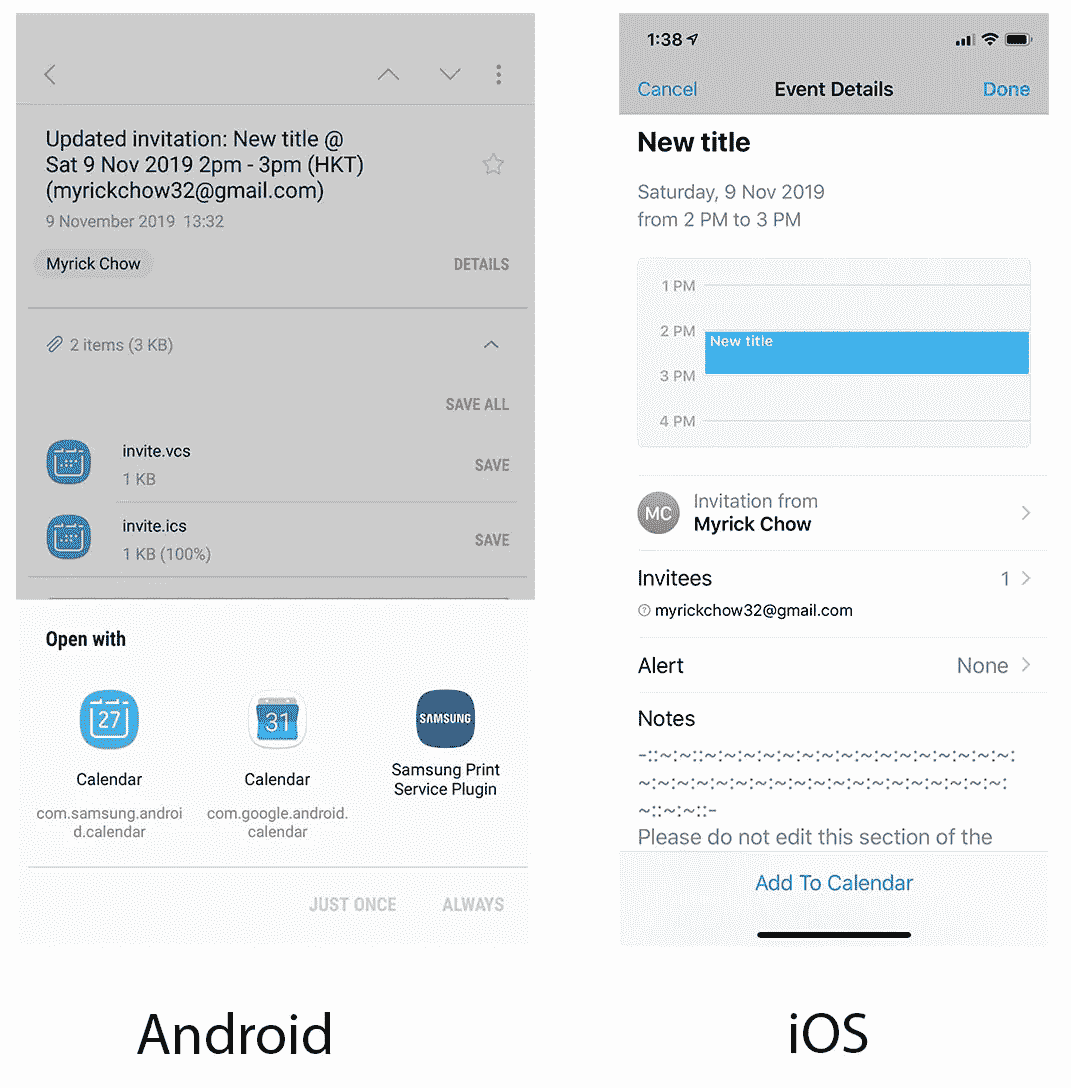 Updated invitation: New title @
Sat 9 Nov 2019 2pm - 3pm (HKT)
(myrickchow32@gmail.com)
9 November 2019 13:32
Myrick Chow
DETAILS
2 items (3 KB)
SAVE ALL
invite.vcs
1 KB
SAVE
invite.ics
1 KB (100%)
SAVE
Open with
27
31
SAMSUNG
Calendar
com.samsung.androi
d.calendar
Calendar
com.google.android.
calendar
Samsung Print
Service Plugin
JUST ONCE
ALWAYS
Android
1:38
Cancel
Event Details
Done
New title
Saturday, 9 Nov 2019
from 2 PM to 3 PM
1 PM
2 PM
New title
3 PM
4 PM
MC
Invitation from
Myrick Chow
Invitees
1
myrickchow32@gmail.com
Alert
None
Notes
-::~:~::~:~:~:~:~:~:~:~:~:~:~:~:~:~:~:~:~:
~:~:~:~:~:~:~:~:~:~:~:~:~:~:~:~:~:~:~:
~::~:~::-
Please do not edit this section of the
Add To Calendar
iOS